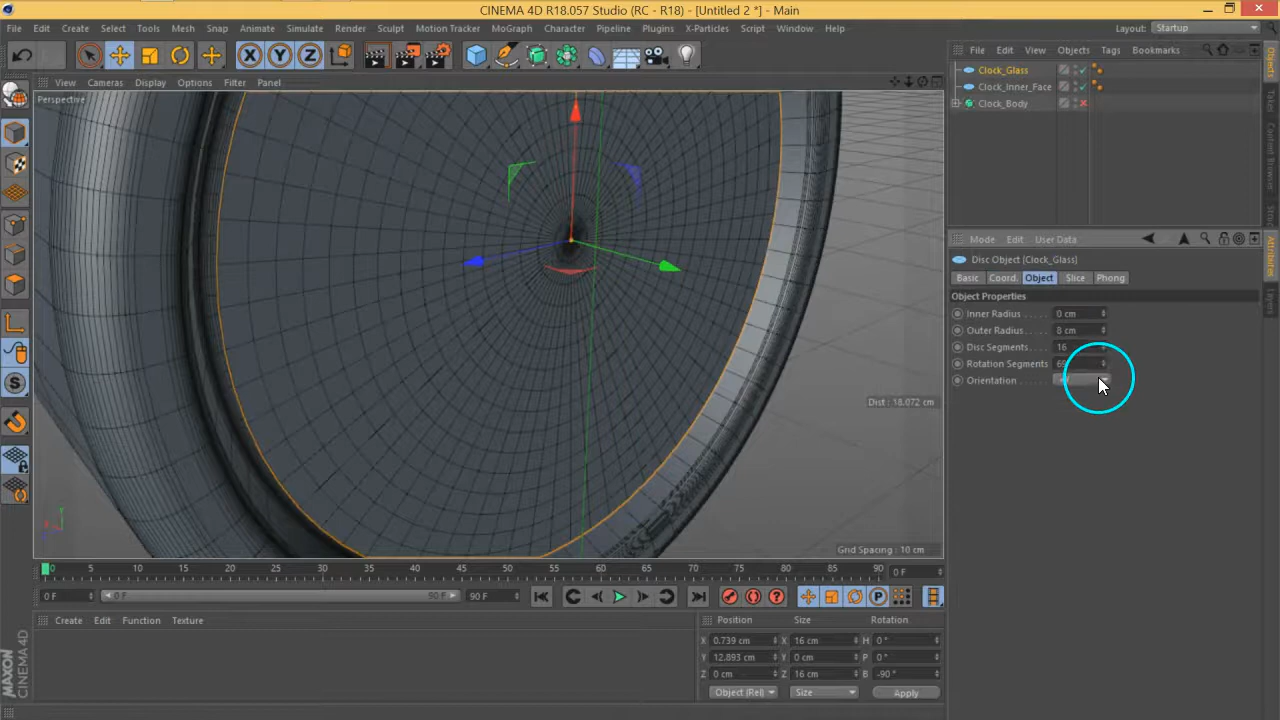 CINEMA 4D R18.057 Studio (RC - R18) - [Untitled 2 *] - Main
File Edit Create Select Tools Mesh Snap Animate Simulate Render Sculpt Motion Tracker MoGraph Character Pipeline Plugins X-Particles Script Window Help Layout: Startup
X Y Z
File Edit View Objects Tags Bookmarks
View Cameras Display Options Filter Panel
Perspective
Clock_Glass
Clock_Inner_Face
Clock_Body
Objects
Takes
Content Browser
Mode Edit User Data
Disc Object [Clock_Glass]
Basic Coord. Object Slice Phong
Object Properties
Inner Radius . . . . . 0 cm
Outer Radius . . . . . 8 cm
Disc Segments . . . . 16
Rotation Segments
Orientation . . . . .
Attributes
Layers
Dist : 18.072 cm
Grid Spacing : 10 cm
0 5 10 15 20 25 30 35 40 45 50 55 60 65 70 75 80 85 90 0 F
0 F 0 F 90 F 90 F
Create Edit Function Texture
Position Size Rotation
X 0.739 cm X 16 cm H 0 °
Y 12.893 cm Y 0 cm P 0 °
Z 0 cm Z 16 cm B -90 °
Object (Rel) Size Apply
MAXON
CINEMA 4D